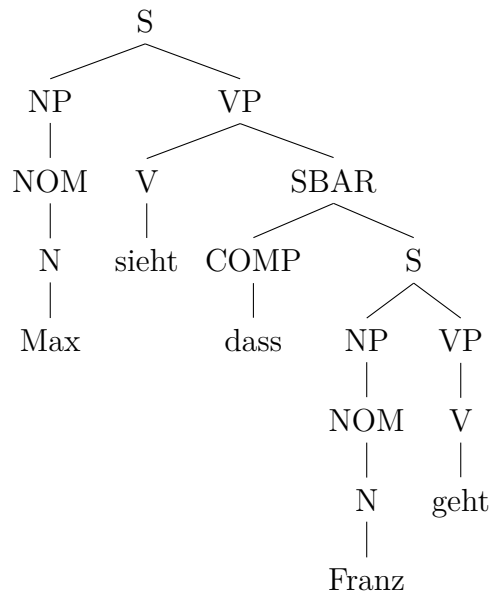 S
NP VP
NOM V SBAR
N sieht COMP S
Max dass NP VP
NOM V
N geht
Franz